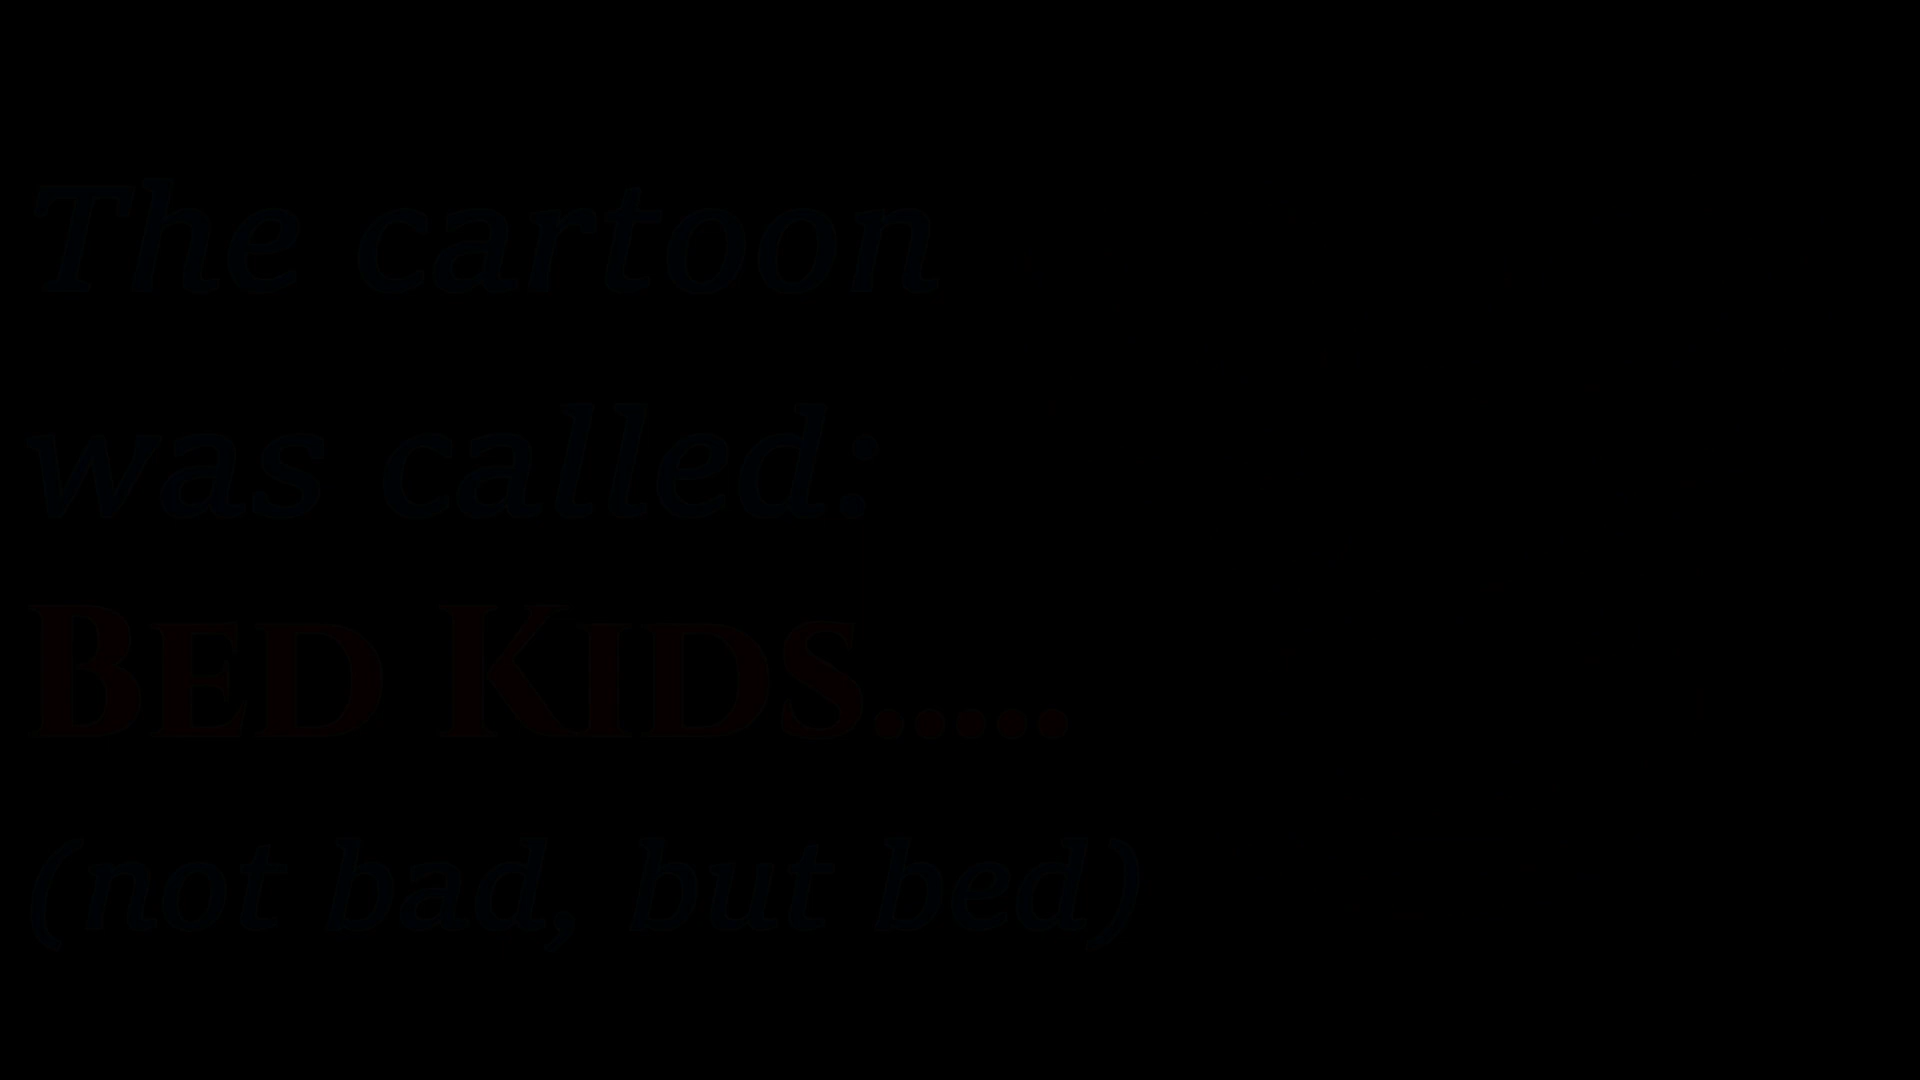 The cartoon
was called:
BED KIDS.....
(not bad, but bed)